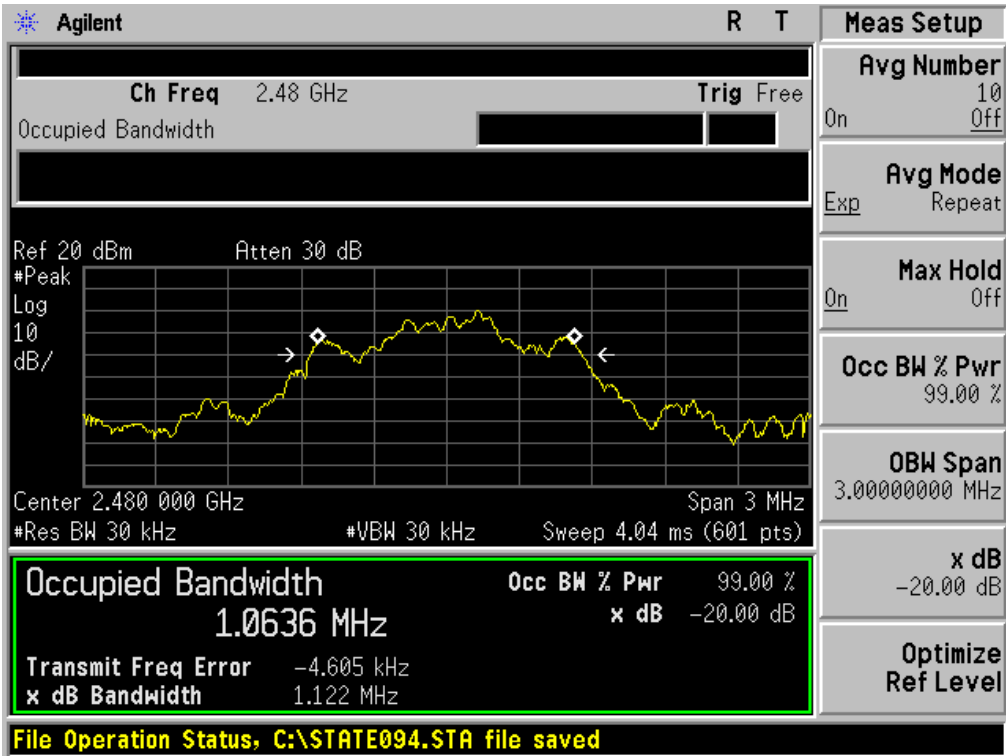 Agilent R T
Ch Freq 2.48 GHz Trig Free
Occupied Bandwidth
Ref 20 dBm Atten 30 dB
#Peak
Log
10
dB/
Center 2.480 000 GHz Span 3 MHz
#Res BW 30 kHz #VBW 30 kHz Sweep 4.04 ms (601 pts)
Occupied Bandwidth
1.0636 MHz
Occ BW % Pwr 99.00 %
x dB -20.00 dB
Transmit Freq Error -4.605 kHz
x dB Bandwidth 1.122 MHz
File Operation Status, C:\STATE094.STA file saved
Meas Setup
Avg Number
10
On Off
Avg Mode
Exp Repeat
Max Hold
On Off
Occ BW % Pwr
99.00 %
OBW Span
3.00000000 MHz
x dB
-20.00 dB
Optimize
Ref Level